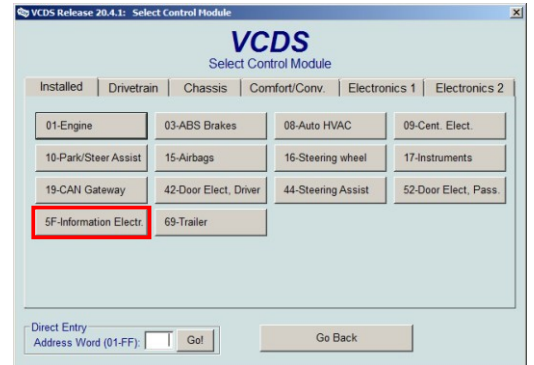 VCDS Release 20.4.1: Select Control Module
VCDS
Select Control Module
Installed Drivetrain Chassis Comfort/Conv. Electronics 1 Electronics 2
01-Engine 03-ABS Brakes 08-Auto HVAC 09-Cent. Elect.
10-Park/Steer Assist 15-Airbags 16-Steering wheel 17-Instruments
19-CAN Gateway 42-Door Elect, Driver 44-Steering Assist 52-Door Elect, Pass.
5F-Information Electr. 69-Trailer
Direct Entry
Address Word (01-FF): Go! Go Back